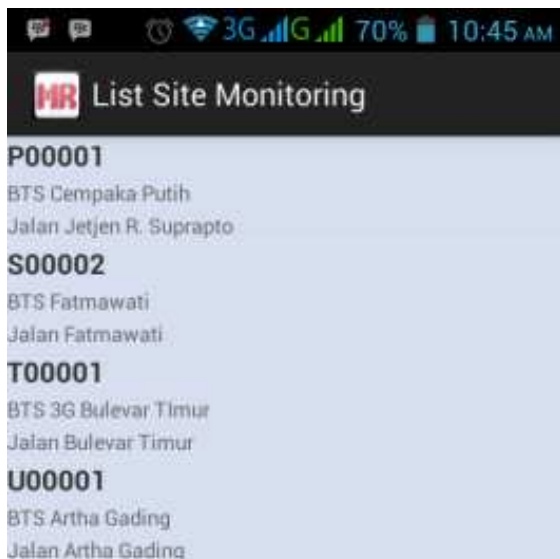 3G G 70% 10:45 AM
MR List Site Monitoring
P00001
BTS Cempaka Putih
Jalan Jetjen R. Suprapto
S00002
BTS Fatmawati
Jalan Fatmawati
T00001
BTS 3G Bulevar TImur
Jalan Bulevar Timur
U00001
BTS Artha Gading
Jalan Artha Gading